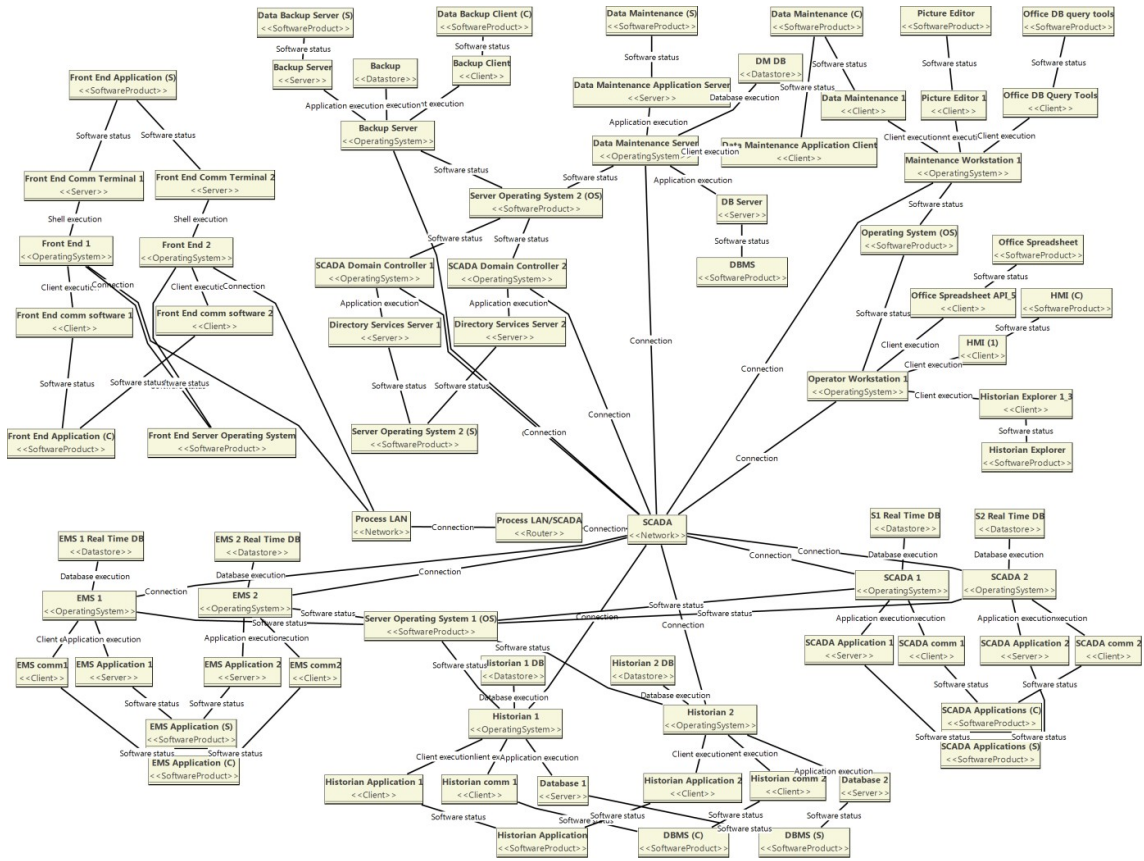 Data Backup Server (S)
<<SoftwareProduct>>
Data Backup Client (C)
<<SoftwareProduct>>
Data Maintenance (S)
<<SoftwareProduct>>
Data Maintenance (C)
<<SoftwareProduct>>
Picture Editor
<<SoftwareProduct>>
Office DB query tools
<<SoftwareProduct>>
Software status
Software status
Software status
Software status
Software status
Software status
Front End Application (S)
<<SoftwareProduct>>
Backup Server
<<Server>>
Backup
<<Datastore>>
Backup Client
<<Client>>
Data Maintenance Application Server
<<Server>>
DM DB
<<Datastore>>
Data Maintenance 1
<<Client>>
Picture Editor 1
<<Client>>
Office DB Query Tools
<<Client>>
Application execution
Database execution
Application execution
Client execution
Client execution
Client execution
Software status
Backup Server
<<OperatingSystem>>
Data Maintenance Server
<<OperatingSystem>>
Data Maintenance Application Client
<<Client>>
Maintenance Workstation 1
<<OperatingSystem>>
Front End Comm Terminal 1
<<Server>>
Front End Comm Terminal 2
<<Server>>
Software status
Software status
Application execution
Software status
Server Operating System 2 (OS)
<<SoftwareProduct>>
DB Server
<<Server>>
Shell execution
Shell execution
Software status
Software status
Software status
Front End 1
<<OperatingSystem>>
Front End 2
<<OperatingSystem>>
SCADA Domain Controller 1
<<OperatingSystem>>
SCADA Domain Controller 2
<<OperatingSystem>>
DBMS
<<SoftwareProduct>>
Operating System (OS)
<<SoftwareProduct>>
Office Spreadsheet
<<SoftwareProduct>>
Connection
Connection
Software status
Application execution
Application execution
Office Spreadsheet API_5
<<Client>>
HMI (C)
<<SoftwareProduct>>
Front End comm software 1
<<Client>>
Front End comm software 2
<<Client>>
Directory Services Server 1
<<Server>>
Directory Services Server 2
<<Server>>
Software status
Software status
HMI (1)
<<Client>>
Client execution
Client execution
Connection
Connection
Software status
Software status
Software status
Software status
Operator Workstation 1
<<OperatingSystem>>
Client execution
Historian Explorer 1_3
<<Client>>
Front End Application (C)
<<SoftwareProduct>>
Front End Server Operating System
<<SoftwareProduct>>
Server Operating System 2 (S)
<<SoftwareProduct>>
Connection
Connection
Software status
Historian Explorer
<<SoftwareProduct>>
Connection
Process LAN
<<Network>>
Connection
Process LAN/SCADA
<<Router>>
Connection
SCADA
<<Network>>
S1 Real Time DB
<<Datastore>>
S2 Real Time DB
<<Datastore>>
EMS 1 Real Time DB
<<Datastore>>
EMS 2 Real Time DB
<<Datastore>>
Connection
Connection
Database execution
Database execution
Database execution
Database execution
Connection
Connection
EMS 1
<<OperatingSystem>>
EMS 2
<<OperatingSystem>>
SCADA 1
<<OperatingSystem>>
SCADA 2
<<OperatingSystem>>
Software status
Software status
Software status
Software status
Server Operating System 1 (OS)
<<SoftwareProduct>>
Connection
Connection
Application execution
Application execution
Application execution
Application execution
EMS comm1
<<Client>>
EMS Application 1
<<Server>>
EMS Application 2
<<Server>>
EMS comm2
<<Client>>
Software status
Software status
Historian 1 DB
<<Datastore>>
Historian 2 DB
<<Datastore>>
SCADA Application 1
<<Server>>
SCADA comm 1
<<Client>>
SCADA Application 2
<<Server>>
SCADA comm 2
<<Client>>
Software status
Software status
Database execution
Database execution
Software status
Software status
Historian 1
<<OperatingSystem>>
Historian 2
<<OperatingSystem>>
SCADA Applications (C)
<<SoftwareProduct>>
EMS Application (S)
<<SoftwareProduct>>
Software status
Software status
Software status
Software status
SCADA Applications (S)
<<SoftwareProduct>>
EMS Application (C)
<<SoftwareProduct>>
Client execution
Application execution
Client execution
Application execution
Historian Application 1
<<Client>>
Historian comm 1
<<Client>>
Database 1
<<Server>>
Historian Application 2
<<Client>>
Historian comm 2
<<Client>>
Database 2
<<Server>>
Software status
Software status
Software status
Software status
Software status
Historian Application
<<SoftwareProduct>>
DBMS (C)
<<SoftwareProduct>>
DBMS (S)
<<SoftwareProduct>>